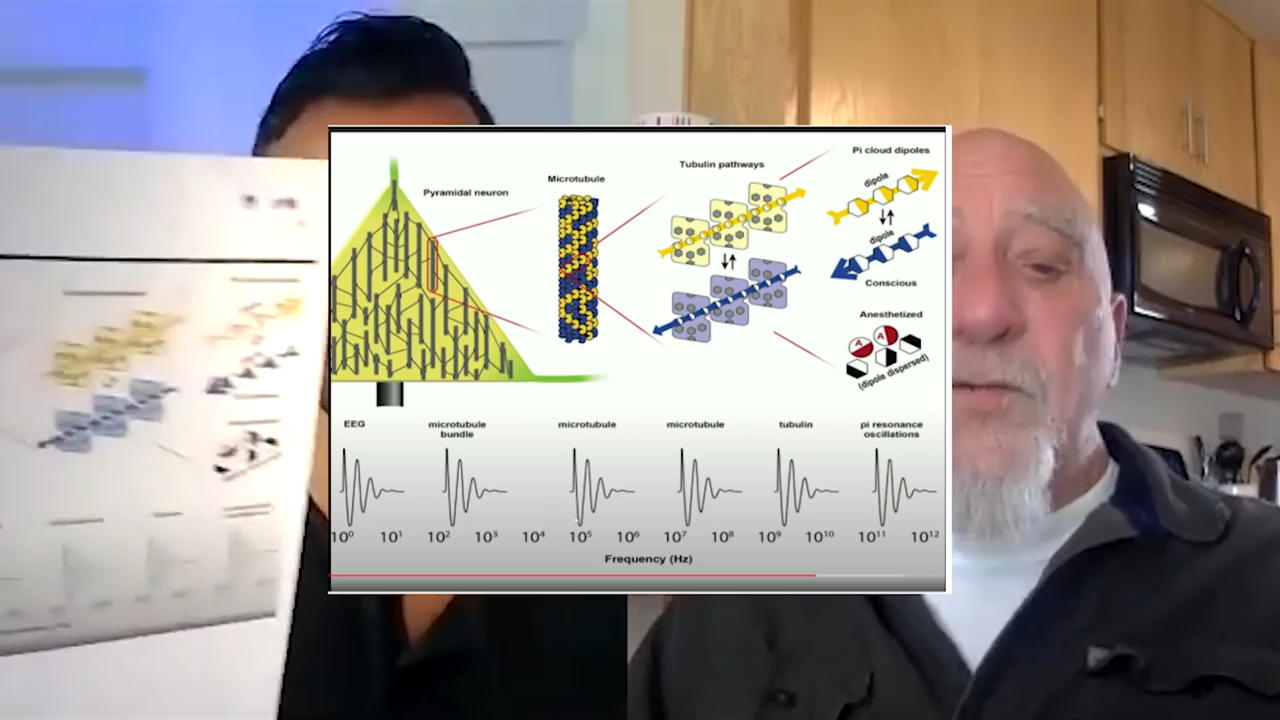 Pyramidal neuron
Microtubule
Tubulin pathways
Pi cloud dipoles
dipole
dipole
Conscious
Anesthetized
A A
(dipole dispersed)
EEG
microtubule
bundle
microtubule
microtubule
tubulin
pi resonance
oscillations
10⁰ 10¹ 10² 10³ 10⁴ 10⁵ 10⁶ 10⁷ 10⁸ 10⁹ 10¹⁰ 10¹¹ 10¹²
Frequency (Hz)